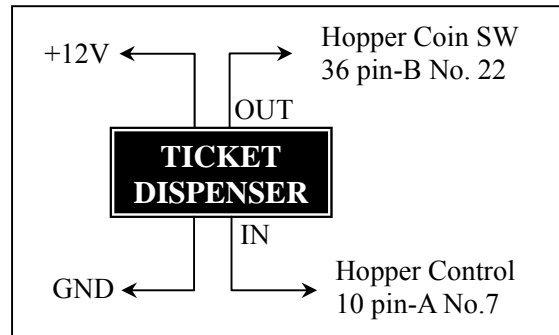 +12V
Hopper Coin SW
36 pin-B No. 22
OUT
TICKET
DISPENSER
IN
GND
Hopper Control
10 pin-A No.7